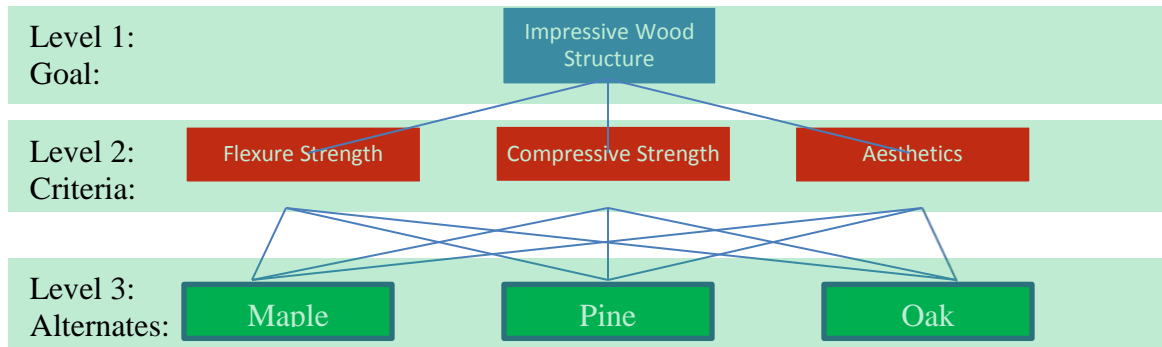 Level 1:
Goal:
Impressive Wood
Structure
Level 2:
Criteria:
Flexure Strength
Compressive Strength
Aesthetics
Level 3:
Alternates:
Maple
Pine
Oak